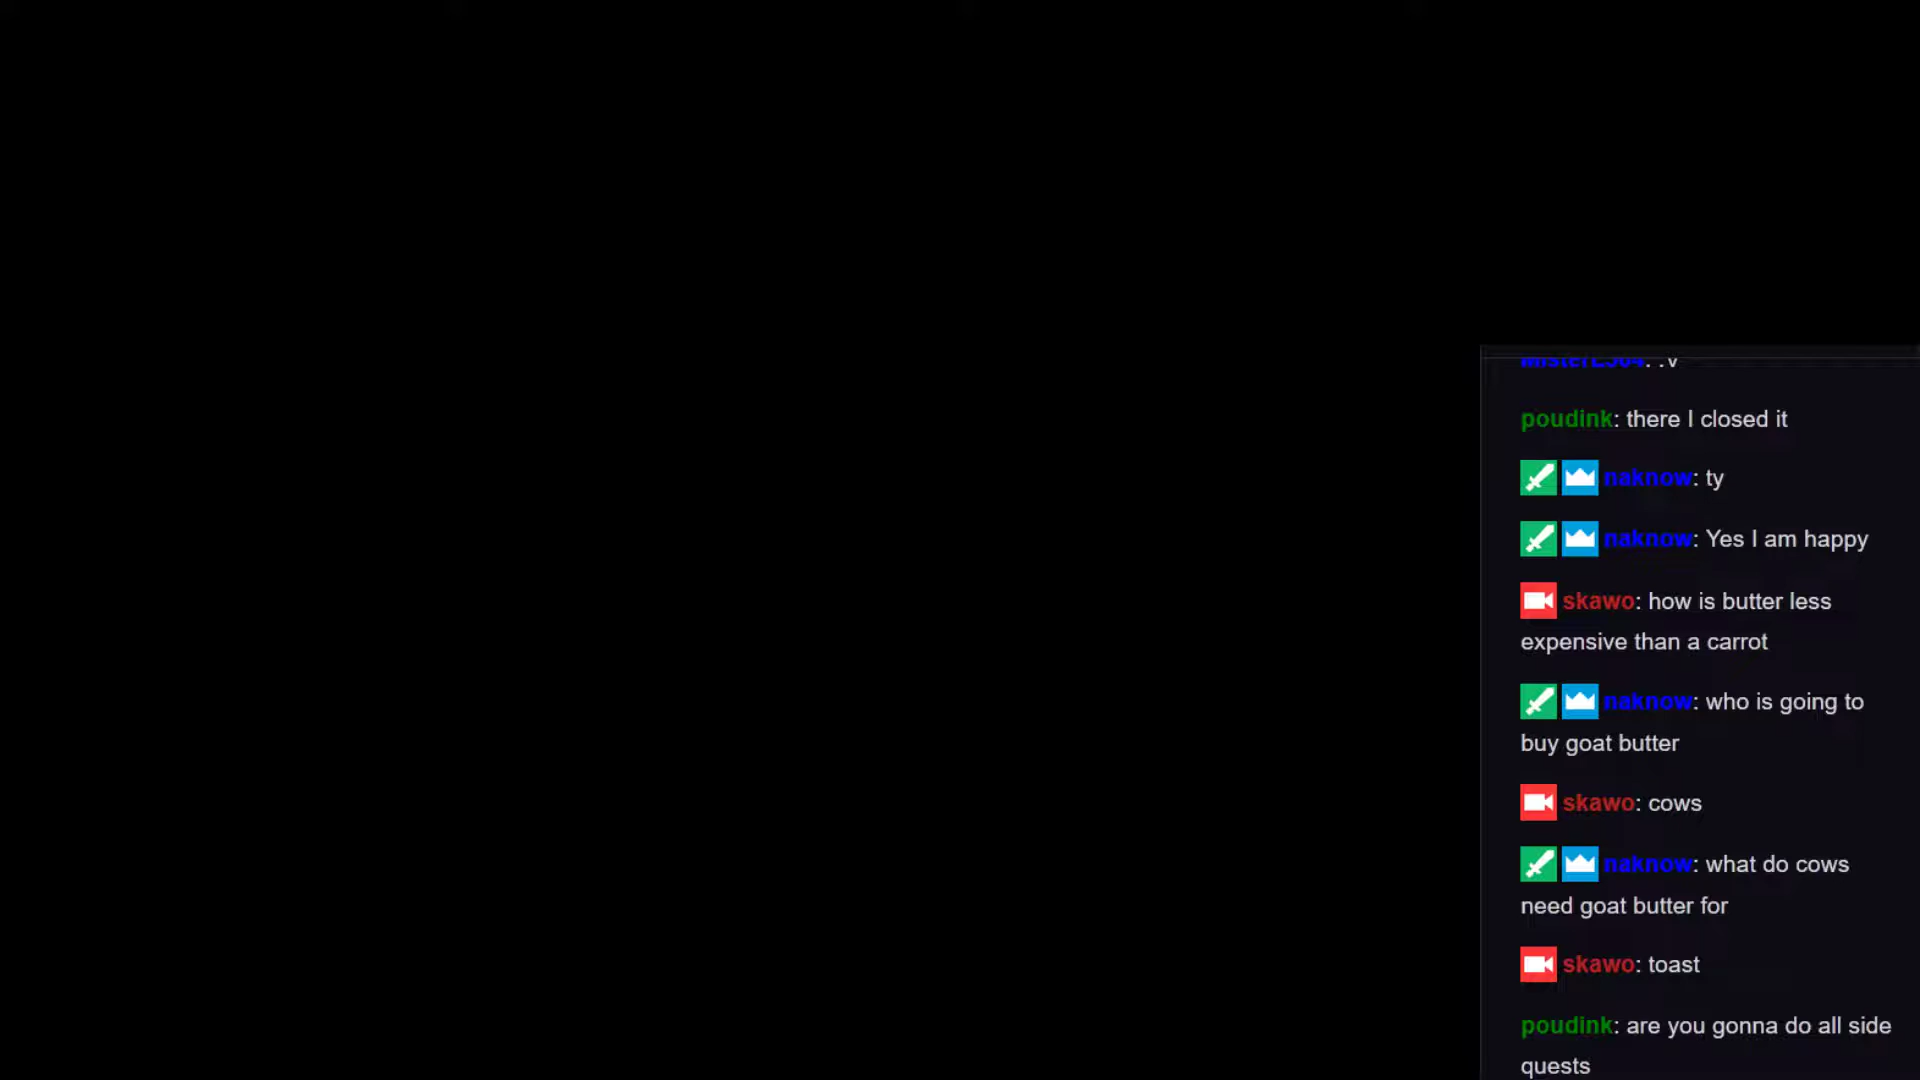 poudink: there I closed it
naknow: ty
naknow: Yes I am happy
skawo: how is butter less
expensive than a carrot
naknow: who is going to
buy goat butter
skawo: cows
naknow: what do cows
need goat butter for
skawo: toast
poudink: are you gonna do all side
quests